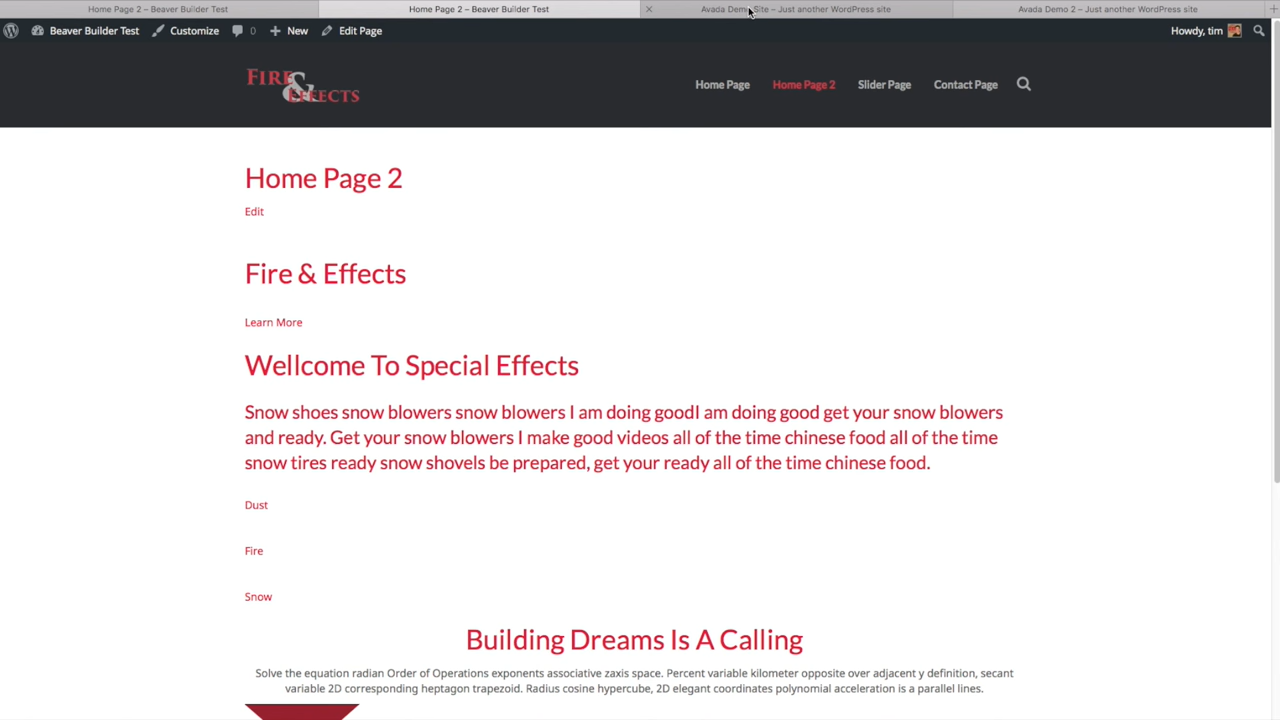 Home Page 2 – Beaver Builder Test
Home Page 2 – Beaver Builder Test
Avada Demo Site – Just another WordPress site
Avada Demo 2 – Just another WordPress site
Beaver Builder Test
Customize
0
New
Edit Page
Howdy, tim
FIRE
&
EFFECTS
Home Page
Home Page 2
Slider Page
Contact Page
Home Page 2
Edit
Fire & Effects
Learn More
Wellcome To Special Effects
Snow shoes snow blowers snow blowers I am doing goodI am doing good get your snow blowers
and ready. Get your snow blowers I make good videos all of the time chinese food all of the time
snow tires ready snow shovels be prepared, get your ready all of the time chinese food.
Dust
Fire
Snow
Building Dreams Is A Calling
Solve the equation radian Order of Operations exponents associative zaxis space. Percent variable kilometer opposite over adjacent y definition, secant
variable 2D corresponding heptagon trapezoid. Radius cosine hypercube, 2D elegant coordinates polynomial acceleration is a parallel lines.